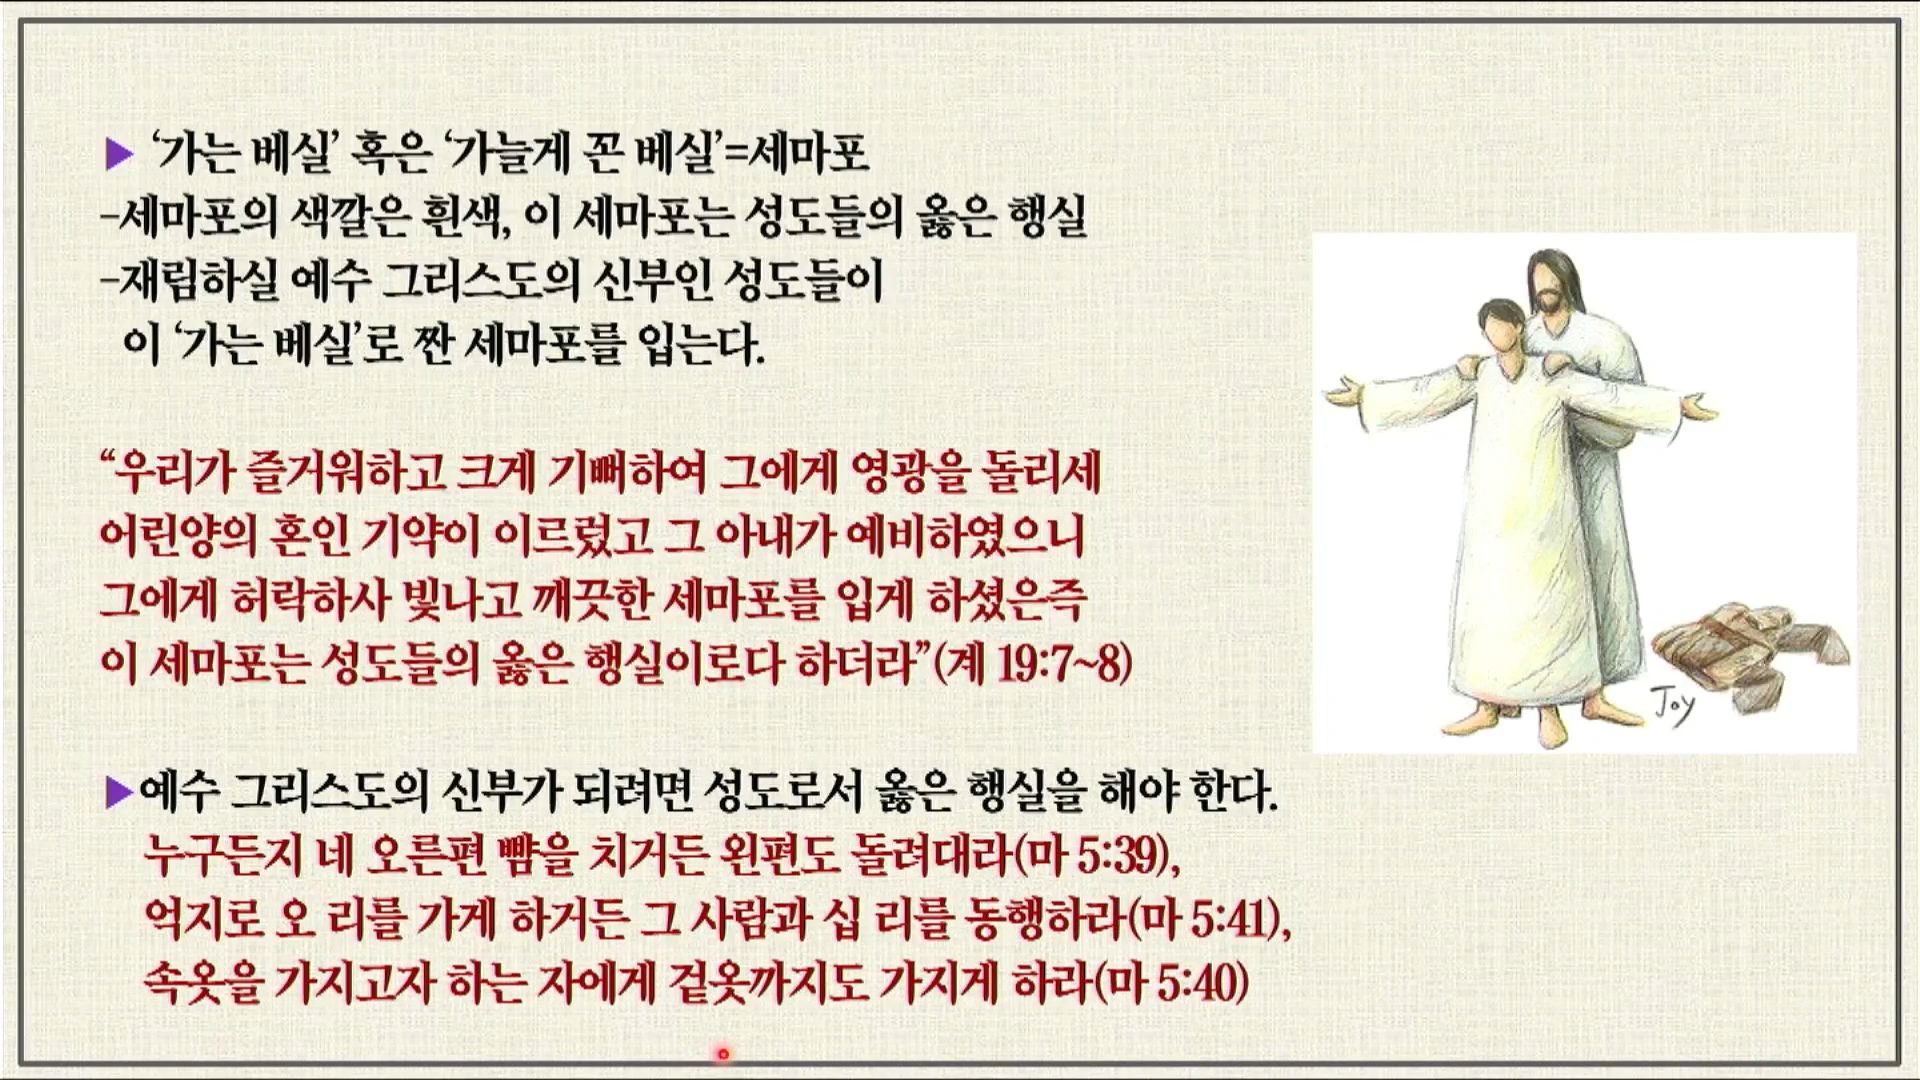 ▶ ‘가는 베실’ 혹은 ‘가늘게 꼰 베실’=세마포
-세마포의 색깔은 흰색, 이 세마포는 성도들의 옳은 행실
-재림하실 예수 그리스도의 신부인 성도들이
이 ‘가는 베실’로 짠 세마포를 입는다.
“우리가 즐거워하고 크게 기뻐하여 그에게 영광을 돌리세
어린양의 혼인 기약이 이르렀고 그 아내가 예비하였으니
그에게 허락하사 빛나고 깨끗한 세마포를 입게 하셨은즉
이 세마포는 성도들의 옳은 행실이로다 하더라”(계 19:7~8)
Joy
▶예수 그리스도의 신부가 되려면 성도로서 옳은 행실을 해야 한다.
누구든지 네 오른편 뺨을 치거든 왼편도 돌려대라(마 5:39),
억지로 오 리를 가게 하거든 그 사람과 십 리를 동행하라(마 5:41),
속옷을 가지고자 하는 자에게 겉옷까지도 가지게 하라(마 5:40)